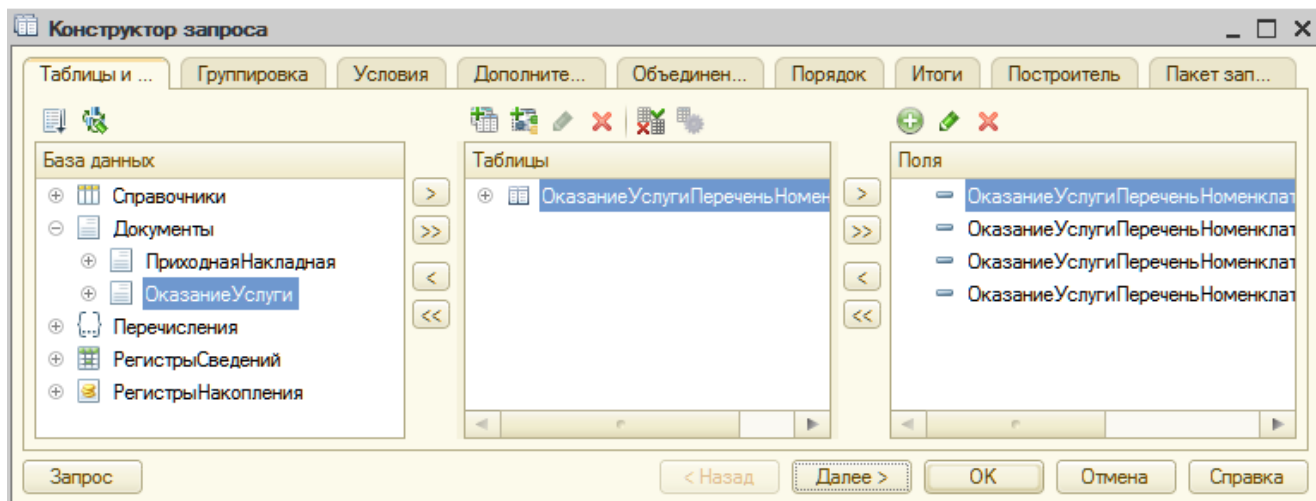 Конструктор запроса
Таблицы и ...
Группировка
Условия
Дополните...
Объединен...
Порядок
Итоги
Построитель
Пакет зап...
База данных
Справочники
Документы
ПриходнаяНакладная
ОказаниеУслуги
Перечисления
РегистрыСведений
РегистрыНакопления
>
>>
<
<<
Таблицы
ОказаниеУслугиПереченьНомен
>
>>
<
<<
Поля
ОказаниеУслугиПереченьНоменклат
ОказаниеУслугиПереченьНоменклат
ОказаниеУслугиПереченьНоменклат
ОказаниеУслугиПереченьНоменклат
Запрос
< Назад
Далее >
OK
Отмена
Справка